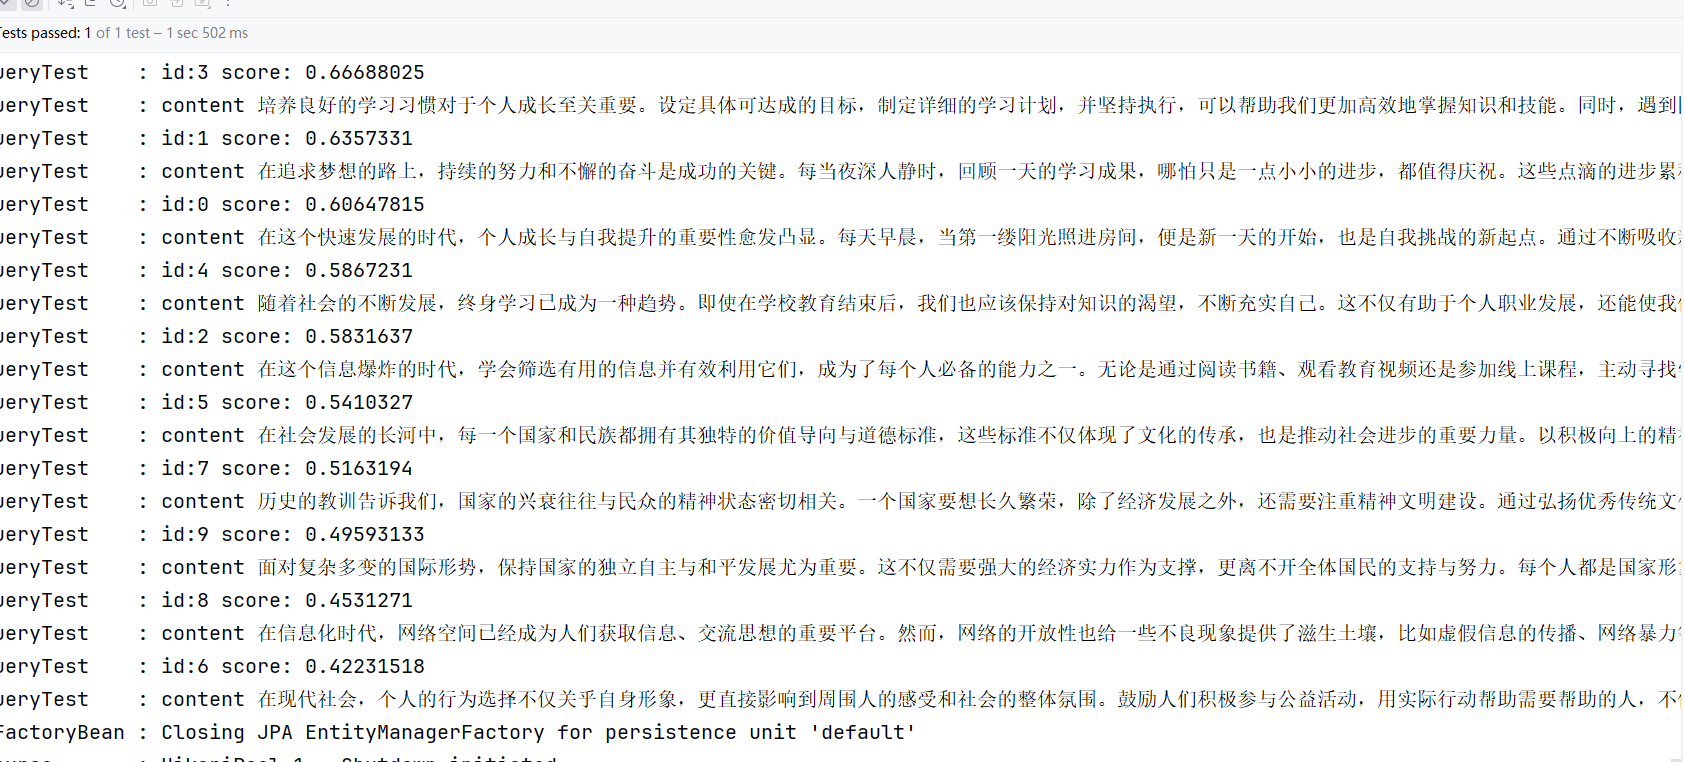 Tests passed: 1 of 1 test – 1 sec 502 ms
ueryTest : id:3 score: 0.66688025
ueryTest : content 培养良好的学习习惯对于个人成长至关重要。设定具体可达成的目标，制定详细的学习计划，并坚持执行，可以帮助我们更加高效地掌握知识和技能。同时，遇到
ueryTest : id:1 score: 0.6357331
ueryTest : content 在追求梦想的路上，持续的努力和不懈的奋斗是成功的关键。每当夜深人静时，回顾一天的学习成果，哪怕只是一点小小的进步，都值得庆祝。这些点滴的进步累
ueryTest : id:0 score: 0.60647815
ueryTest : content 在这个快速发展的时代，个人成长与自我提升的重要性愈发凸显。每天早晨，当第一缕阳光照进房间，便是新一天的开始，也是自我挑战的新起点。通过不断吸收
ueryTest : id:4 score: 0.5867231
ueryTest : content 随着社会的不断发展，终身学习已成为一种趋势。即使在学校教育结束后，我们也应该保持对知识的渴望，不断充实自己。这不仅有助于个人职业发展，还能使我
ueryTest : id:2 score: 0.5831637
ueryTest : content 在这个信息爆炸的时代，学会筛选有用的信息并有效利用它们，成为了每个人必备的能力之一。无论是通过阅读书籍、观看教育视频还是参加线上课程，主动寻找
ueryTest : id:5 score: 0.5410327
ueryTest : content 在社会发展的长河中，每一个国家和民族都拥有其独特的价值导向与道德标准，这些标准不仅体现了文化的传承，也是推动社会进步的重要力量。以积极向上的精
ueryTest : id:7 score: 0.5163194
ueryTest : content 历史的教训告诉我们，国家的兴衰往往与民众的精神状态密切相关。一个国家要想长久繁荣，除了经济发展之外，还需要注重精神文明建设。通过弘扬优秀传统文
ueryTest : id:9 score: 0.49593133
ueryTest : content 面对复杂多变的国际形势，保持国家的独立自主与和平发展尤为重要。这不仅需要强大的经济实力作为支撑，更离不开全体国民的支持与努力。每个人都是国家形
ueryTest : id:8 score: 0.4531271
ueryTest : content 在信息化时代，网络空间已经成为人们获取信息、交流思想的重要平台。然而，网络的开放性也给一些不良现象提供了滋生土壤，比如虚假信息的传播、网络暴力
ueryTest : id:6 score: 0.42231518
ueryTest : content 在现代社会，个人的行为选择不仅关乎自身形象，更直接影响到周围人的感受和社会的整体氛围。鼓励人们积极参与公益活动，用实际行动帮助需要帮助的人，不
FactoryBean : Closing JPA EntityManagerFactory for persistence unit 'default'
: HikariPool-1 - Shutdown initiated